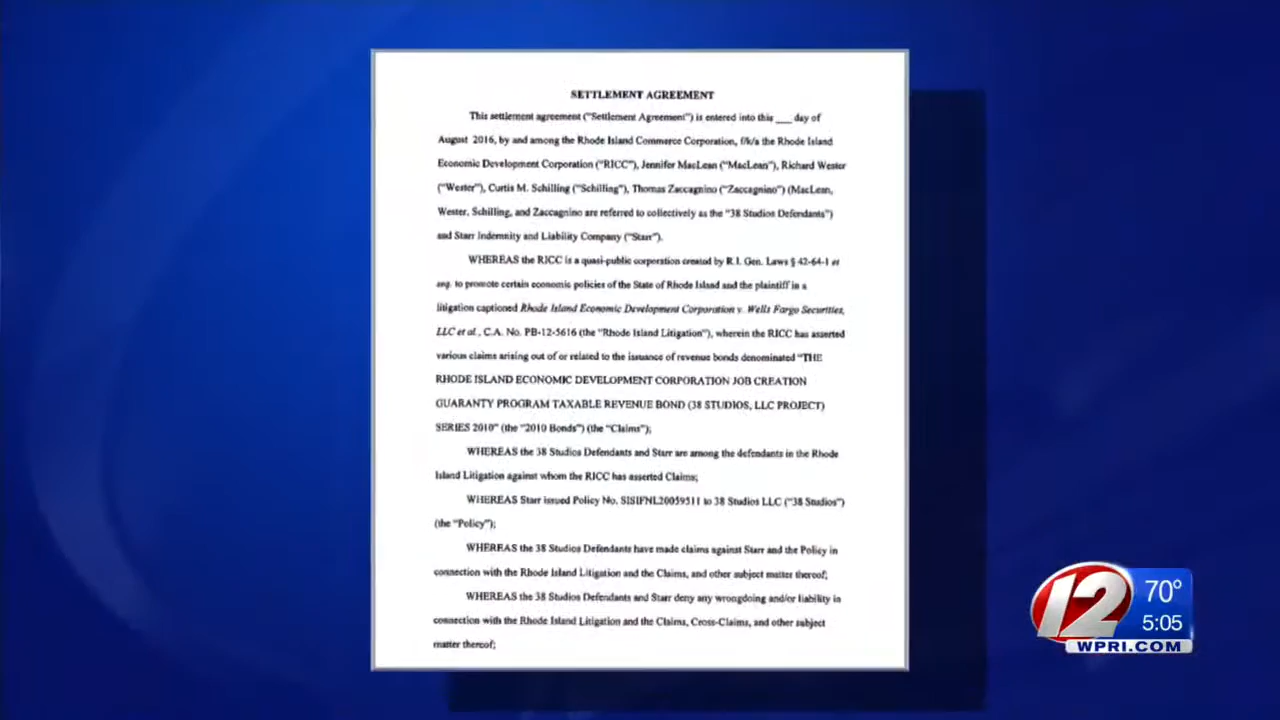 SETTLEMENT AGREEMENT
This settlement agreement ("Settlement Agreement") is entered into this ___ day of
August 2016, by and among the Rhode Island Commerce Corporation, f/k/a the Rhode Island
Economic Development Corporation ("RICC"), Jennifer MacLean ("MacLean"), Richard Wester
("Wester"), Curtis M. Schilling ("Schilling"), Thomas Zaccagnino ("Zaccagnino") (MacLean,
Wester, Schilling, and Zaccagnino are referred to collectively as the "38 Studios Defendants")
and Starr Indemnity and Liability Company ("Starr").
WHEREAS the RICC is a quasi-public corporation created by R.I. Gen. Laws § 42-64-1 et
seq. to promote certain economic policies of the State of Rhode Island and the plaintiff in a
litigation captioned Rhode Island Economic Development Corporation v. Wells Fargo Securities,
LLC et al., C.A. No. PB-12-5616 (the "Rhode Island Litigation"), wherein the RICC has asserted
various claims arising out of or related to the issuance of revenue bonds denominated "THE
RHODE ISLAND ECONOMIC DEVELOPMENT CORPORATION JOB CREATION
GUARANTY PROGRAM TAXABLE REVENUE BOND (38 STUDIOS, LLC PROJECT)
SERIES 2010" (the "2010 Bonds") (the "Claims");
WHEREAS the 38 Studios Defendants and Starr are among the defendants in the Rhode
Island Litigation against whom the RICC has asserted Claims;
WHEREAS Starr issued Policy No. SISIFNL20059511 to 38 Studios LLC ("38 Studios")
(the "Policy");
WHEREAS the 38 Studios Defendants have made claims against Starr and the Policy in
connection with the Rhode Island Litigation and the Claims, and other subject matter thereof;
WHEREAS the 38 Studios Defendants and Starr deny any wrongdoing and/or liability in
connection with the Rhode Island Litigation and the Claims, Cross-Claims, and other subject
matter thereof;
12
70°
5:05
WPRI.COM